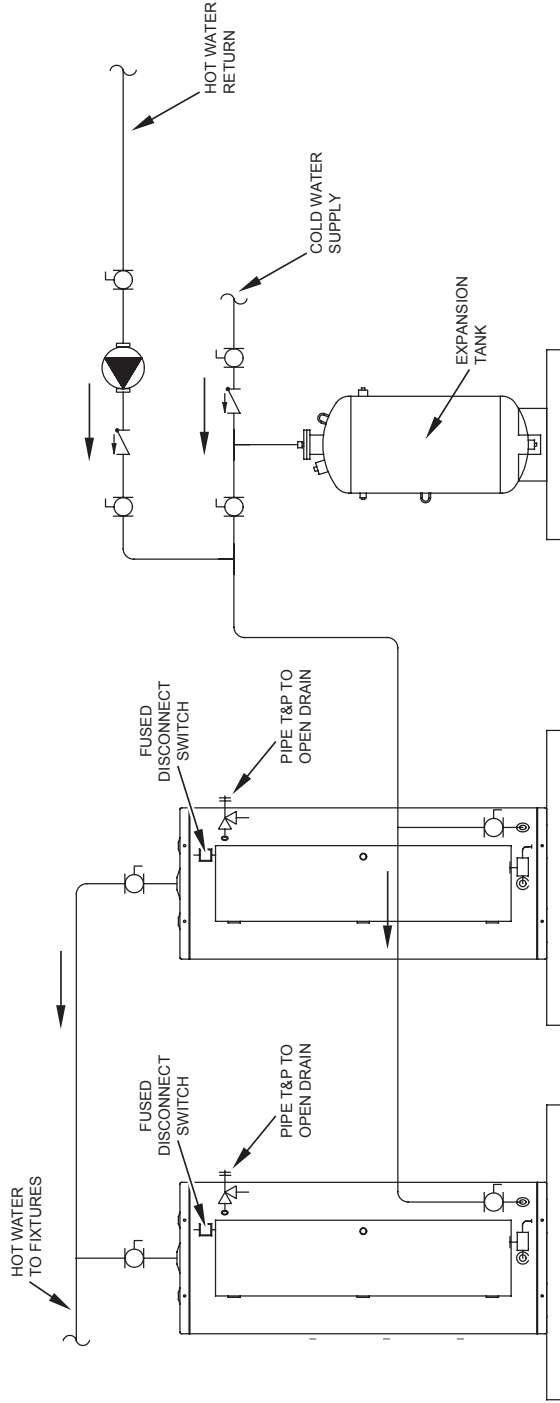 HOT WATER
TO FIXTURES
FUSED
DISCONNECT
SWITCH
PIPE T&P TO
OPEN DRAIN
FUSED
DISCONNECT
SWITCH
PIPE T&P TO
OPEN DRAIN
EXPANSION
TANK
COLD WATER
SUPPLY
HOT WATER
RETURN